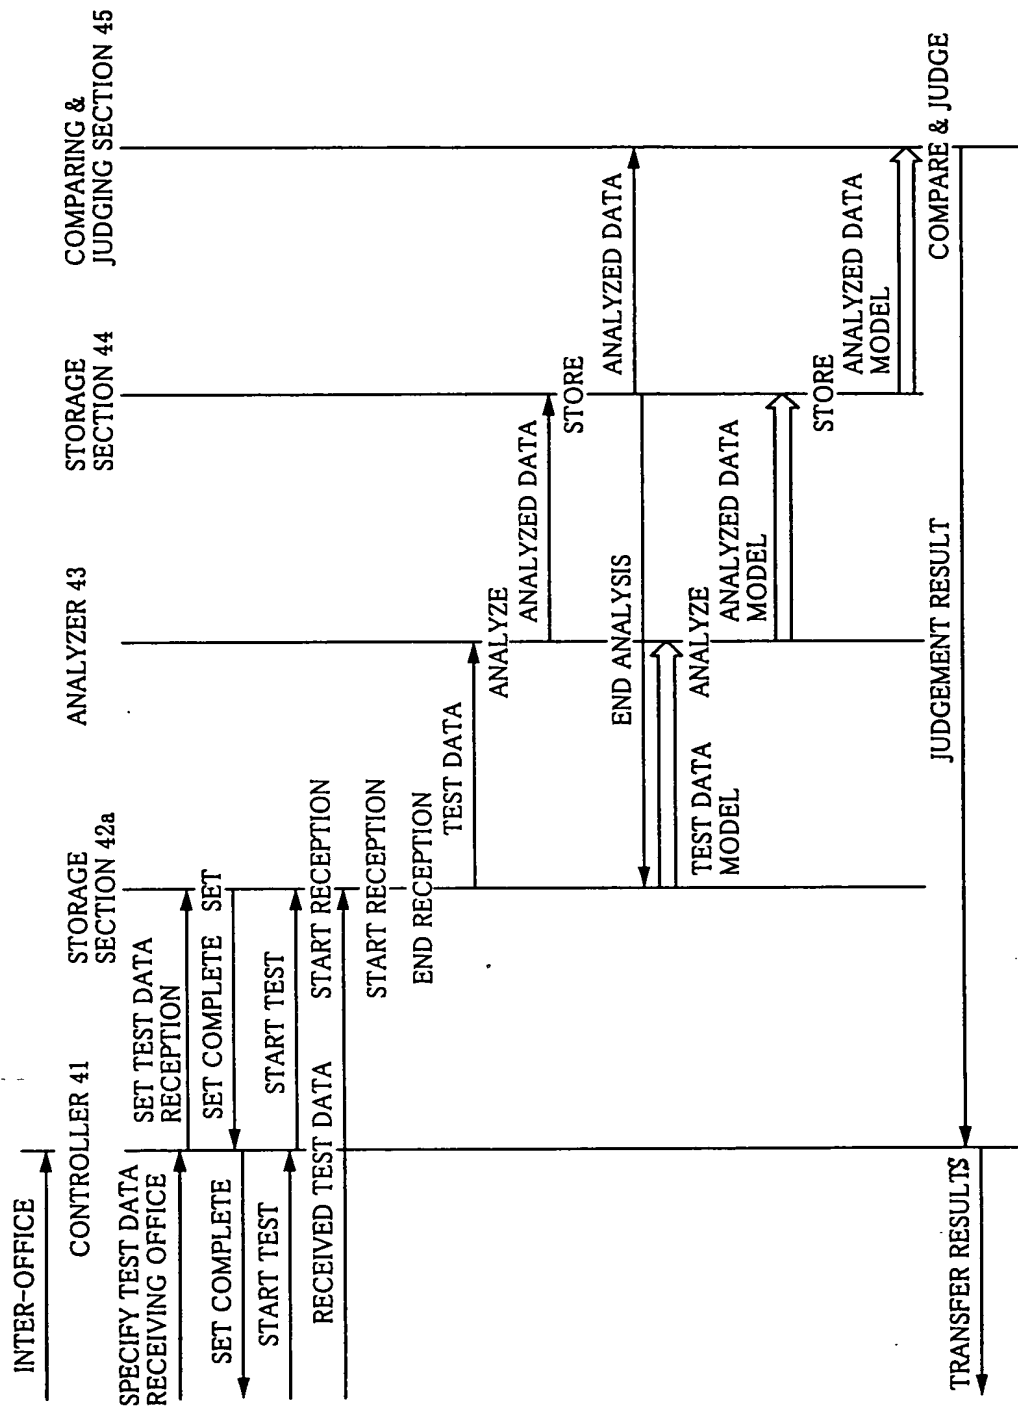 INTER-OFFICE
CONTROLLER 41
STORAGE
SECTION 42a
ANALYZER 43
STORAGE
SECTION 44
COMPARING &
JUDGING SECTION 45
SPECIFY TEST DATA
RECEIVING OFFICE
SET TEST DATA
RECEPTION
SET COMPLETE
SET COMPLETE
SET
START TEST
START TEST
START RECEPTION
RECEIVED TEST DATA
START RECEPTION
END RECEPTION
TEST DATA
ANALYZE
ANALYZED DATA
STORE
ANALYZED DATA
END ANALYSIS
TEST DATA
MODEL
ANALYZE
ANALYZED DATA
MODEL
STORE
ANALYZED DATA
MODEL
COMPARE & JUDGE
JUDGEMENT RESULT
TRANSFER RESULTS